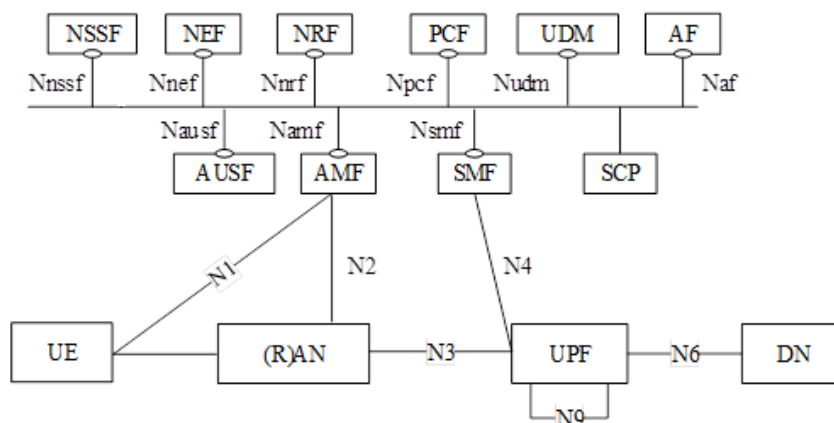 NSSF NEF NRF PCF UDM AF
Nnssf Nnef Nnrf Npcf Nudm Naf
Nausf Namf Nsmf
AUSF AMF SMF SCP
N1 N2 N4
UE (R)AN N3 UPF N6 DN
N9